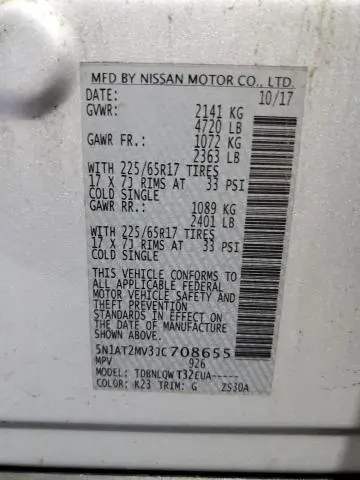 MFD BY NISSAN MOTOR CO., LTD.
DATE: 10/17
GVWR: 2141 KG
4720 LB
GAWR FR.: 1072 KG
2363 LB
WITH 225/65R17 TIRES
17 X 7J RIMS AT 33 PSI
COLD SINGLE
GAWR RR.: 1089 KG
2401 LB
WITH 225/65R17 TIRES
17 X 7J RIMS AT 33 PSI
COLD SINGLE
THIS VEHICLE CONFORMS TO
ALL APPLICABLE FEDERAL
MOTOR VEHICLE SAFETY AND
THEFT PREVENTION
STANDARDS IN EFFECT ON
THE DATE OF MANUFACTURE
SHOWN ABOVE.
5N1AT2MV3JC708655
MPV 926
MODEL: TDBNLQWT32EUA-----
COLOR: K23 TRIM: G ZS30A